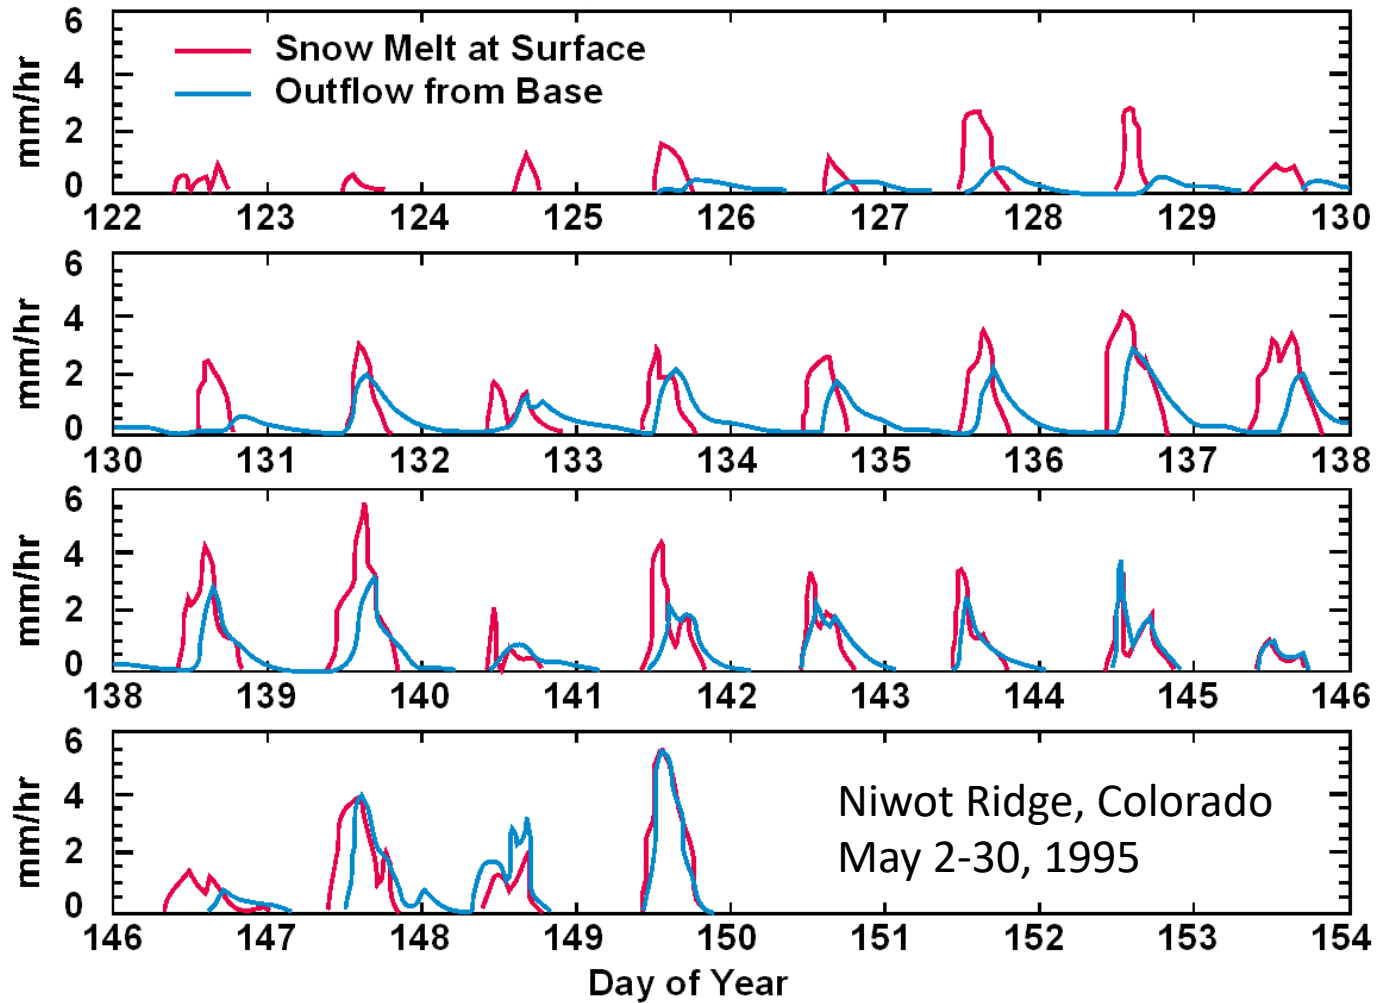 6
Snow Melt at Surface
4
Outflow from Base
mm/hr
2
0
122 123 124 125 126 127 128 129 130
6
4
mm/hr
2
0
130 131 132 133 134 135 136 137 138
6
4
mm/hr
2
0
138 139 140 141 142 143 144 145 146
6
4
Niwot Ridge, Colorado
mm/hr
2
May 2-30, 1995
0
146 147 148 149 150 151 152 153 154
Day of Year